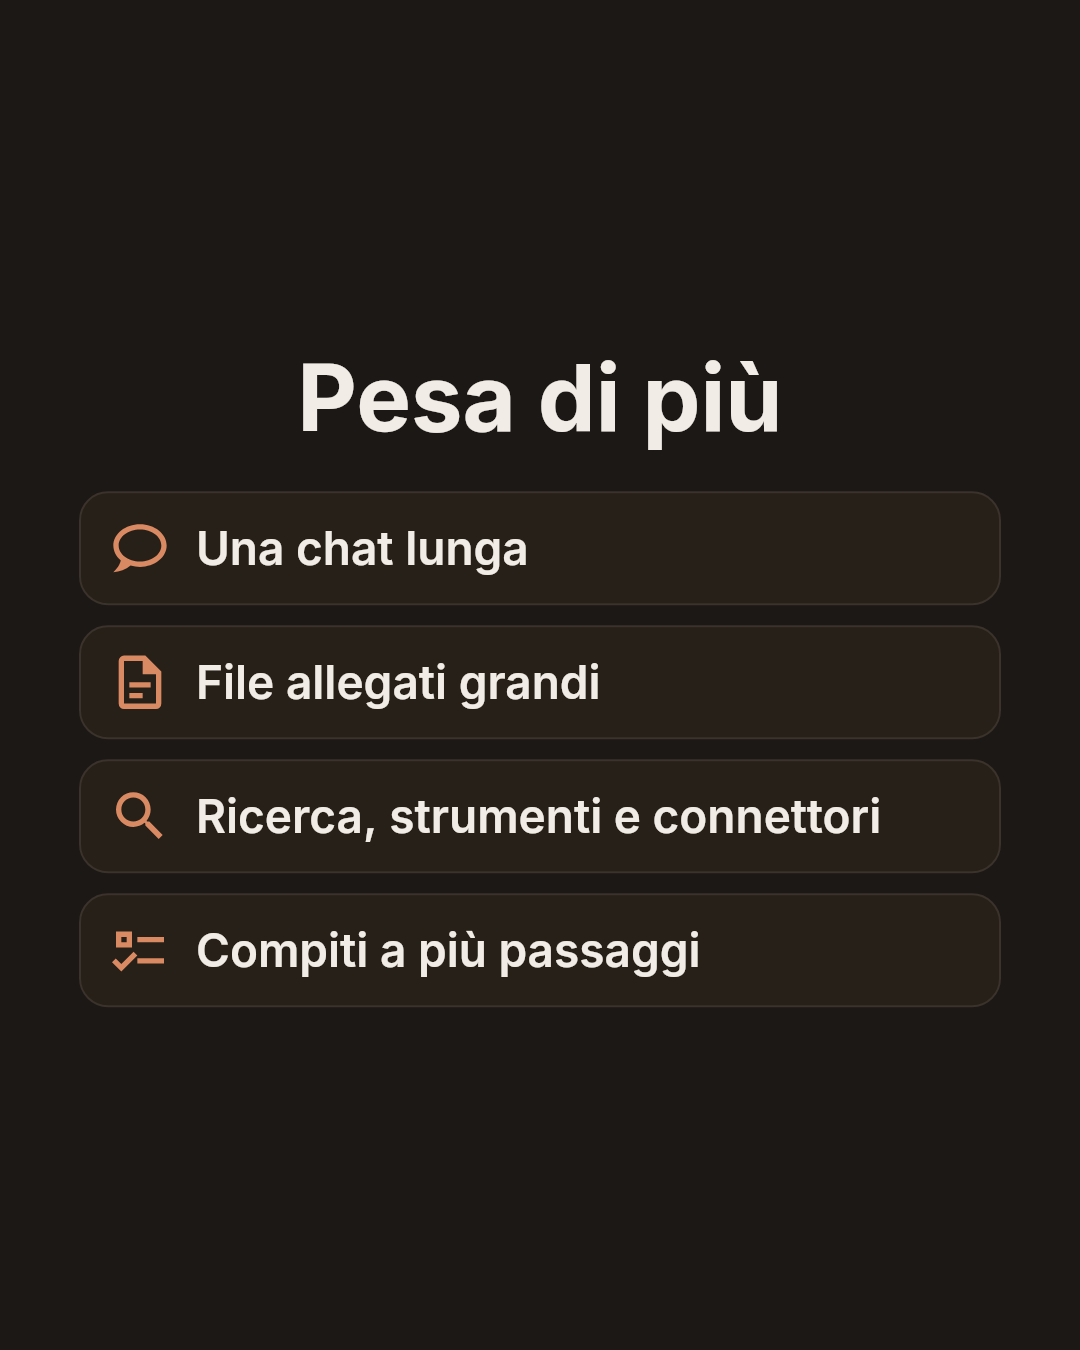 Pesa di più
Una chat lunga
File allegati grandi
Ricerca, strumenti e connettori
Compiti a più passaggi